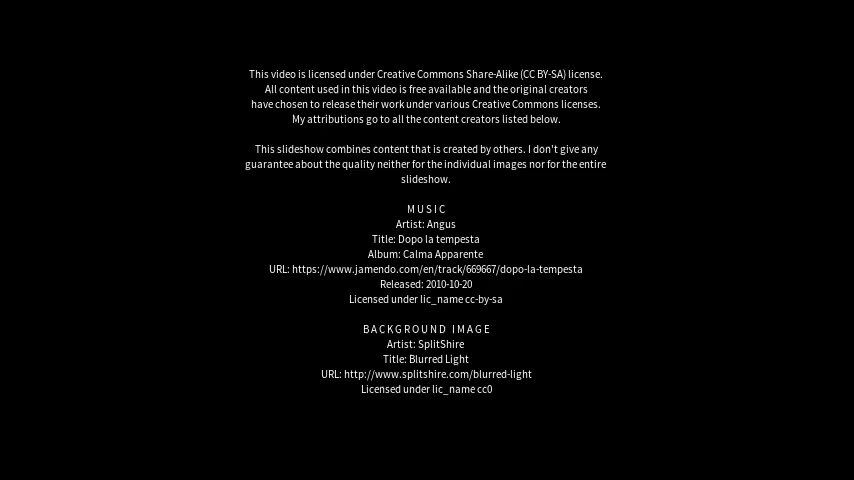 This video is licensed under Creative Commons Share-Alike (CC BY-SA) license.
All content used in this video is free available and the original creators
have chosen to release their work under various Creative Commons licenses.
My attributions go to all the content creators listed below.
This slideshow combines content that is created by others. I don't give any
guarantee about the quality neither for the individual images nor for the entire
slideshow.
MUSIC
Artist: Angus
Title: Dopo la tempesta
Album: Calma Apparente
URL: https://www.jamendo.com/en/track/669667/dopo-la-tempesta
Released: 2010-10-20
Licensed under lic_name cc-by-sa
BACKGROUND IMAGE
Artist: SplitShire
Title: Blurred Light
URL: http://www.splitshire.com/blurred-light
Licensed under lic_name cc0